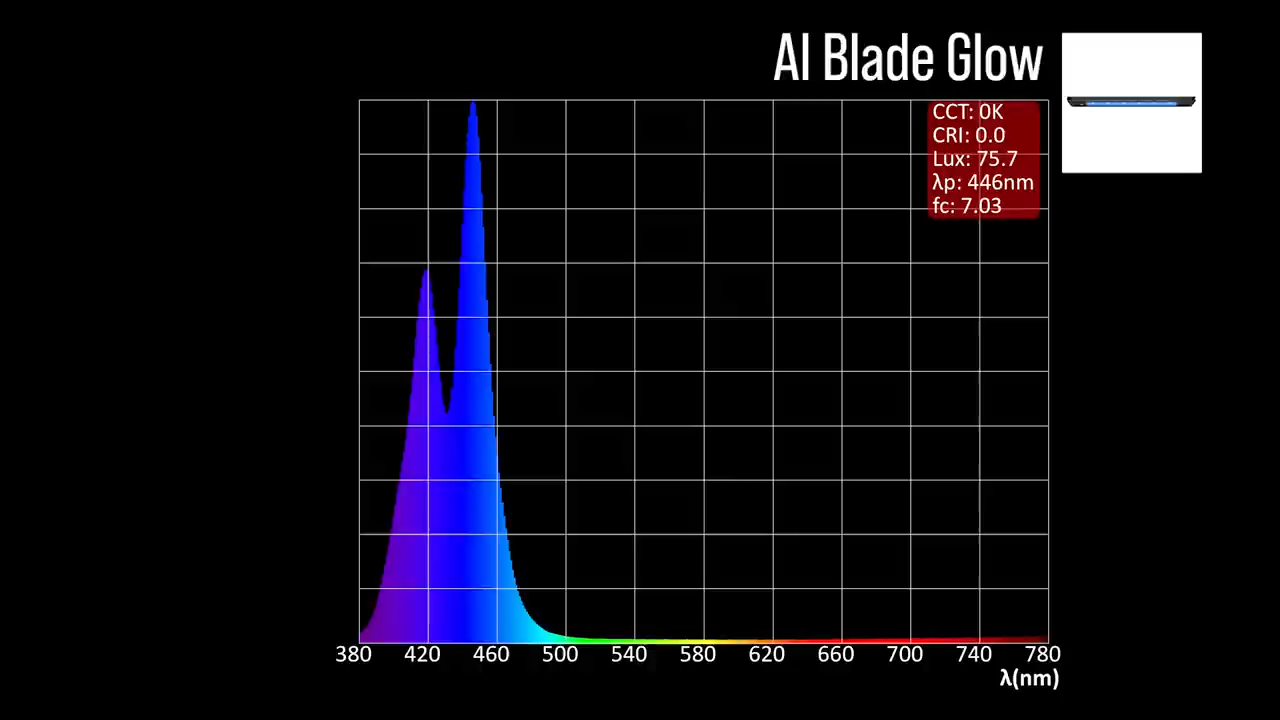 AI Blade Glow
CCT: 0K
CRI: 0.0
Lux: 75.7
λp: 446nm
fc: 7.03
380 420 460 500 540 580 620 660 700 740 780
λ(nm)